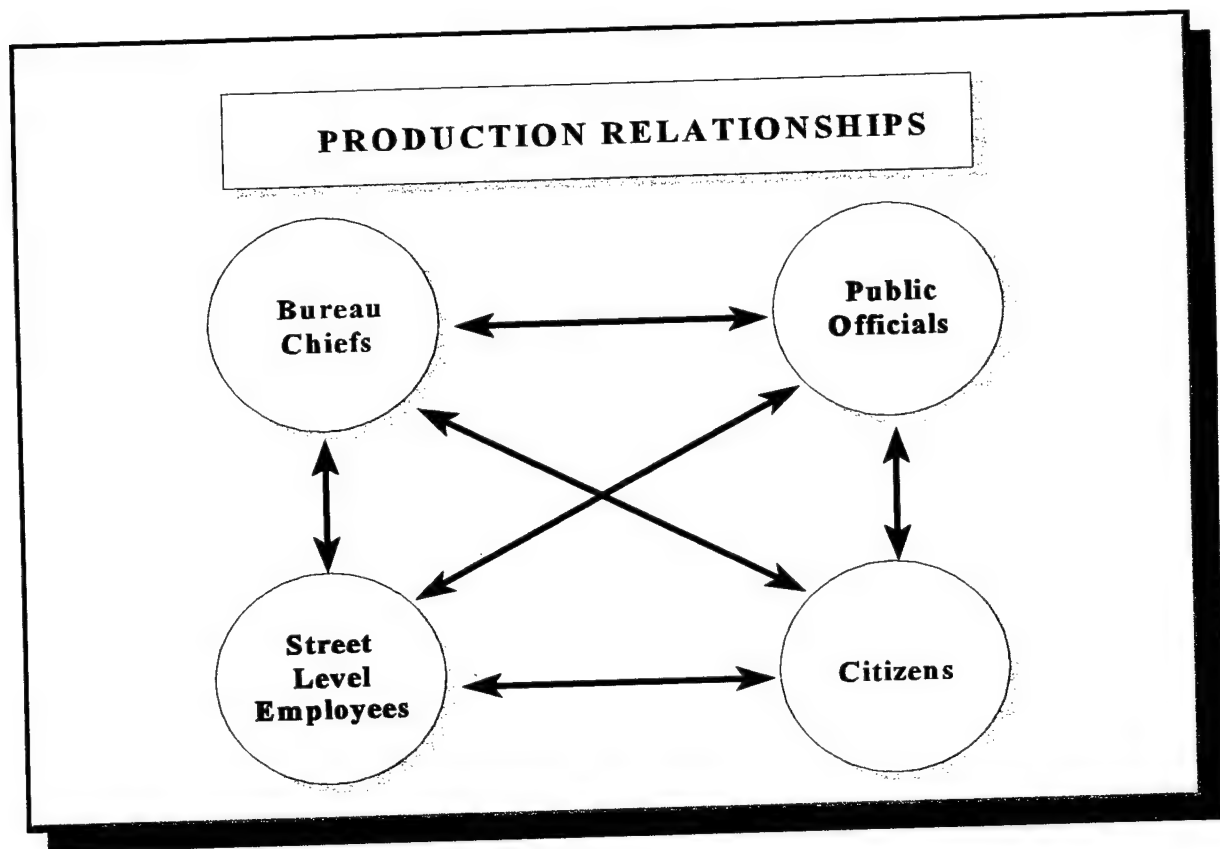 PRODUCTION RELATIONSHIPS
Bureau
Chiefs
Public
Officials
Street
Level
Employees
Citizens